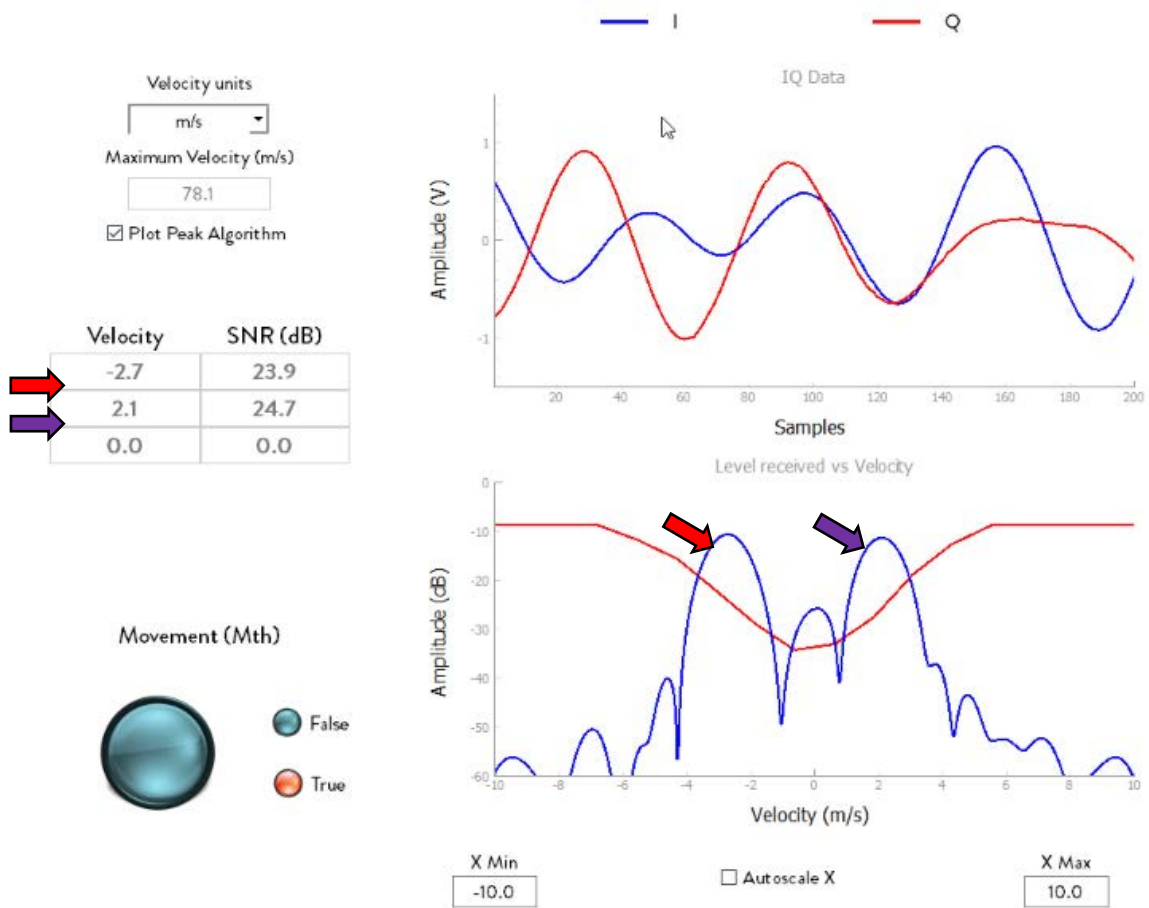 I Q
Velocity units
m/s
Maximum Velocity (m/s)
78.1
Plot Peak Algorithm
Velocity SNR (dB)
-2.7 23.9
2.1 24.7
0.0 0.0
Movement (Mth)
False
True
IQ Data
Amplitude (V)
1
0
-1
20 40 60 80 100 120 140 160 180 200
Samples
Level received vs Velocity
Amplitude (dB)
0
-10
-20
-30
-40
-50
-60
-10 -8 -6 -4 -2 0 2 4 6 8 10
Velocity (m/s)
X Min
-10.0
Autoscale X
X Max
10.0